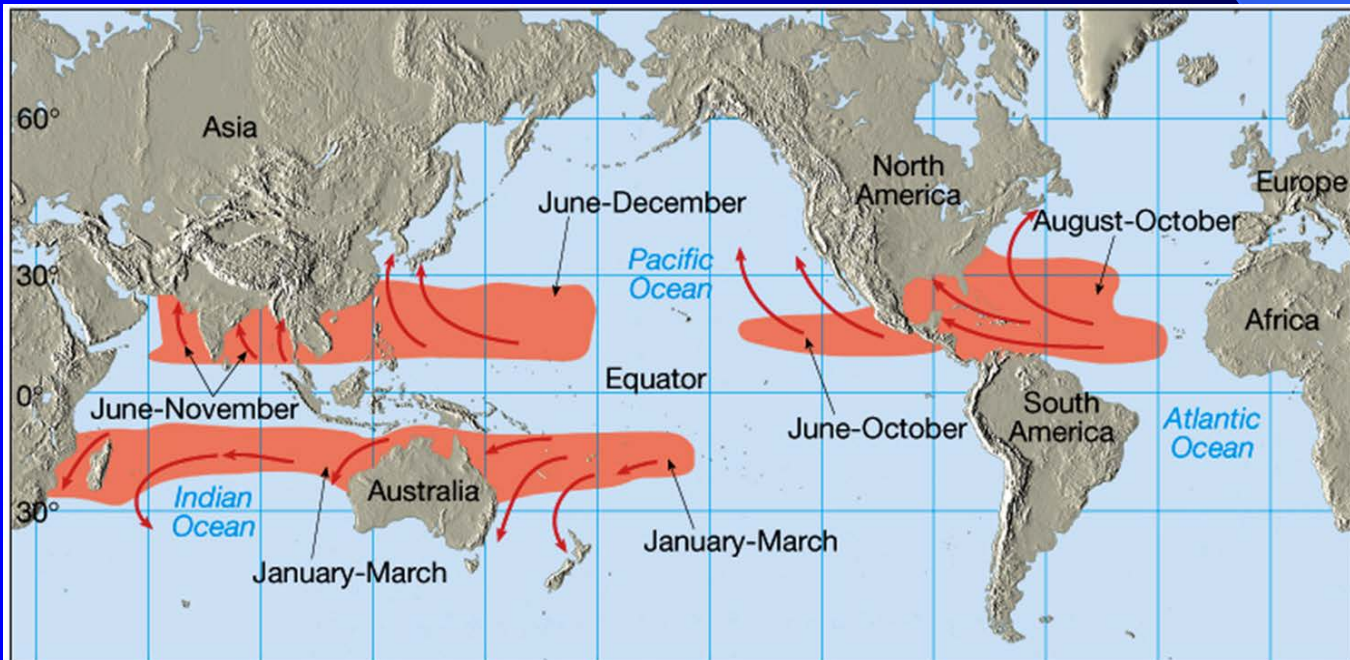 60°
Asia
North
America
Europe
June-December
August-October
Pacific
Ocean
30°
Africa
Equator
0°
June-November
South
America
Atlantic
Ocean
June-October
Australia
Indian
Ocean
30°
January-March
January-March